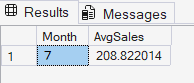 Results Messages
Month AvgSales
1 7 208.822014